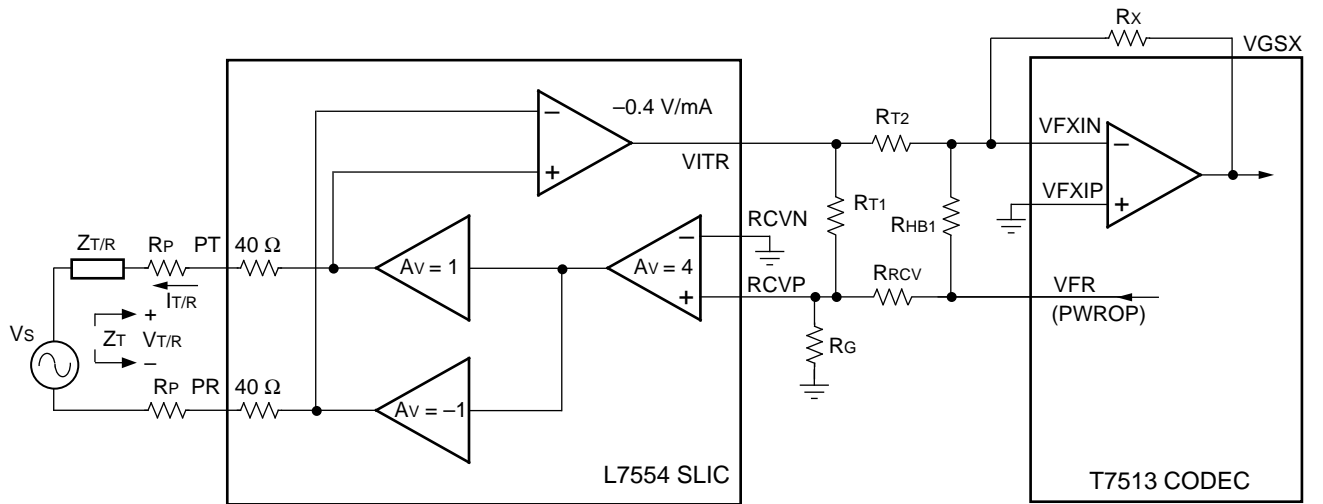 RX
VGSX
–0.4 V/mA
RT2
VFXIN
VITR
VFXIP
RT1
RHB1
RCVN
ZT/R
RP PT 40 Ω
AV = 1
AV = 4
IT/R
RCVP
RRCV
VFR
(PWROP)
VS
ZT
VT/R
RG
RP PR 40 Ω
AV = –1
L7554 SLIC
T7513 CODEC